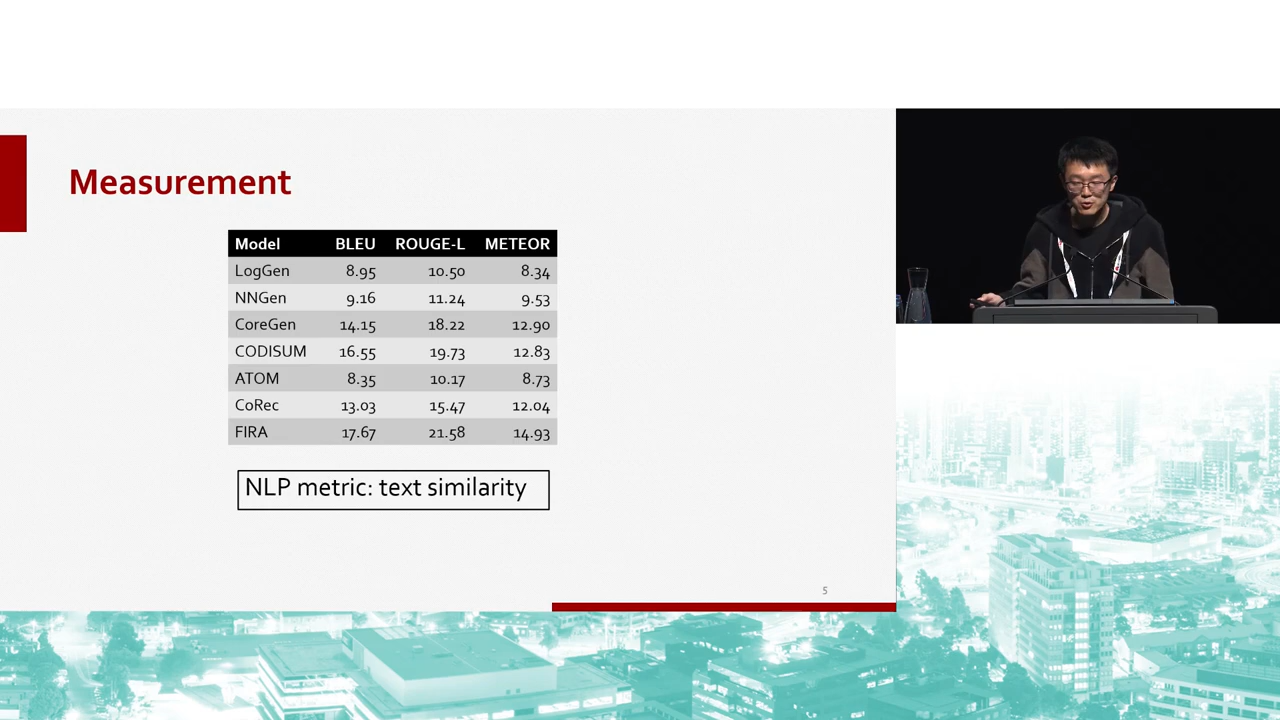 Measurement
Model BLEU ROUGE-L METEOR
LogGen 8.95 10.50 8.34
NNGen 9.16 11.24 9.53
CoreGen 14.15 18.22 12.90
CODISUM 16.55 19.73 12.83
ATOM 8.35 10.17 8.73
CoRec 13.03 15.47 12.04
FIRA 17.67 21.58 14.93
NLP metric: text similarity
5